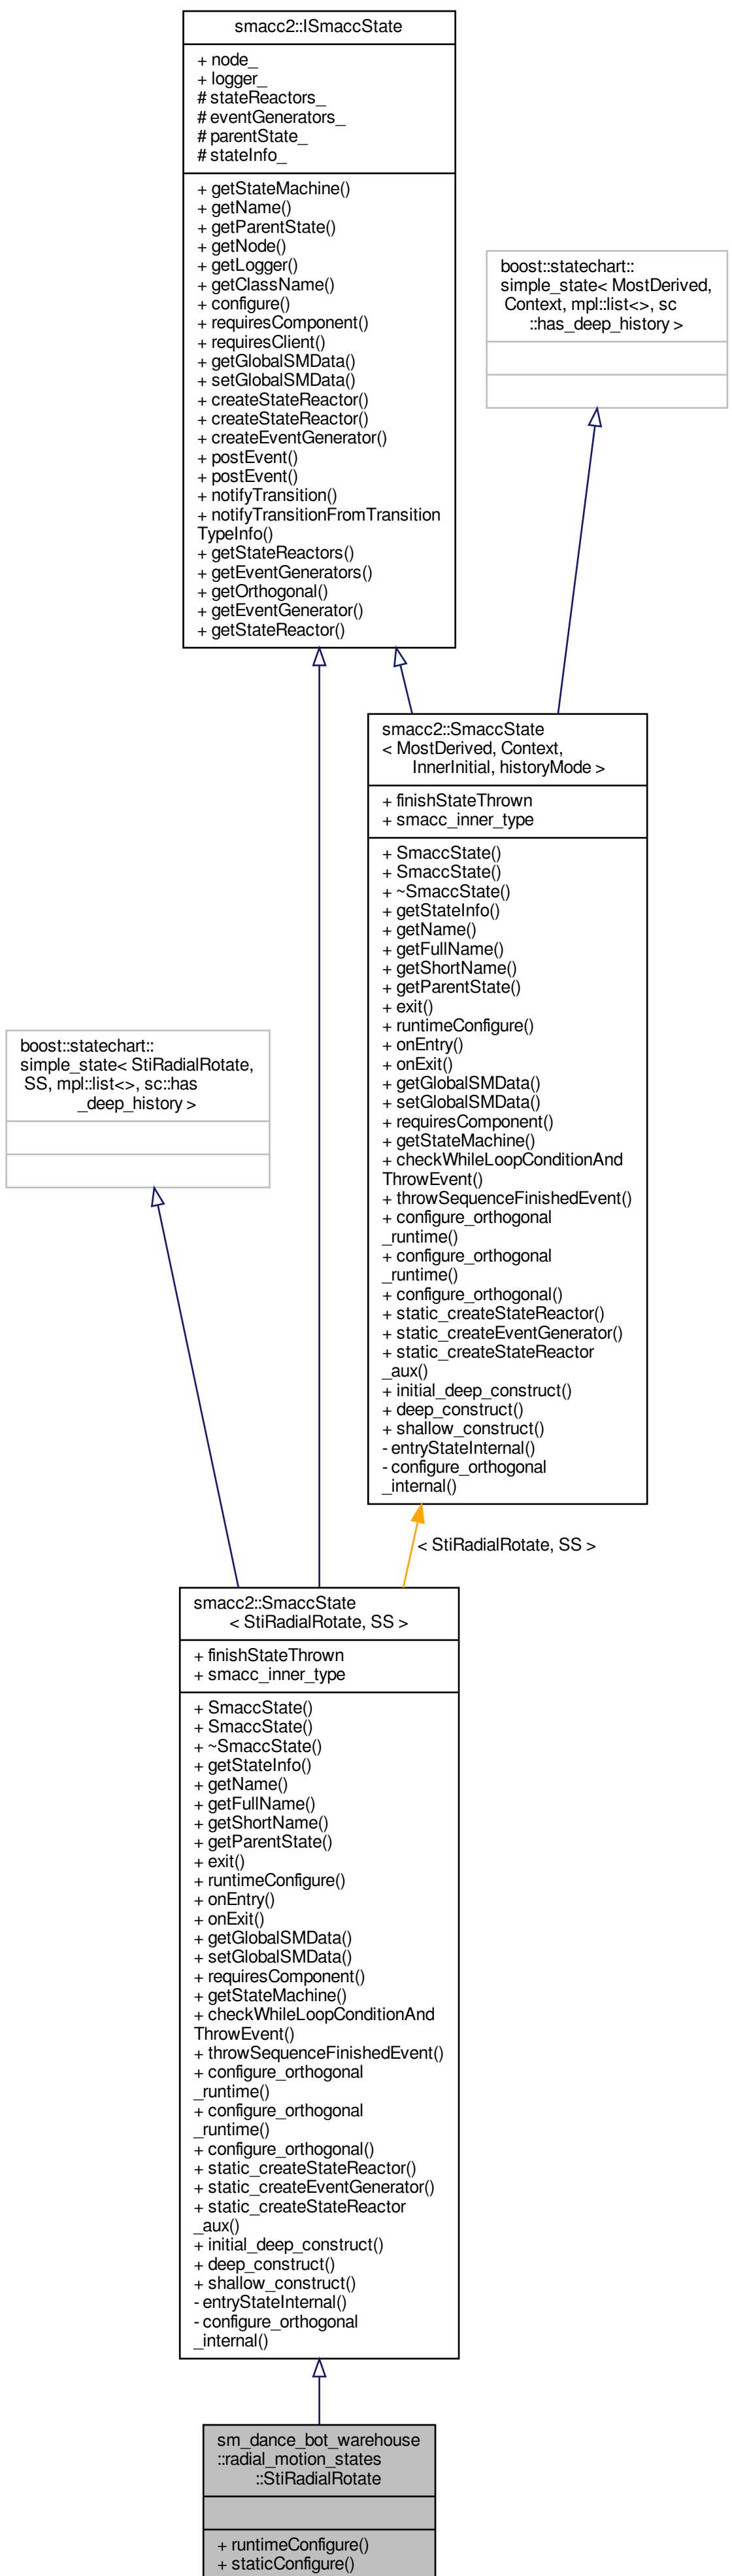 smacc2::ISmaccState
+ node_
+ logger_
# stateReactors_
# eventGenerators_
# parentState_
# stateInfo_
+ getStateMachine()
+ getName()
+ getParentState()
+ getNode()
+ getLogger()
+ getClassName()
+ configure()
+ requiresComponent()
+ requiresClient()
+ getGlobalSMData()
+ setGlobalSMData()
+ createStateReactor()
+ createStateReactor()
+ createEventGenerator()
+ postEvent()
+ postEvent()
+ notifyTransition()
+ notifyTransitionFromTransition
TypeInfo()
+ getStateReactors()
+ getEventGenerators()
+ getOrthogonal()
+ getEventGenerator()
+ getStateReactor()
boost::statechart::
simple_state< MostDerived,
Context, mpl::list<>, sc
::has_deep_history >
smacc2::SmaccState
< MostDerived, Context,
InnerInitial, historyMode >
+ finishStateThrown
+ smacc_inner_type
+ SmaccState()
+ SmaccState()
+ ~SmaccState()
+ getStateInfo()
+ getName()
+ getFullName()
+ getShortName()
+ getParentState()
+ exit()
+ runtimeConfigure()
+ onEntry()
+ onExit()
+ getGlobalSMData()
+ setGlobalSMData()
+ requiresComponent()
+ getStateMachine()
+ checkWhileLoopConditionAnd
ThrowEvent()
+ throwSequenceFinishedEvent()
+ configure_orthogonal
_runtime()
+ configure_orthogonal
_runtime()
+ configure_orthogonal()
+ static_createStateReactor()
+ static_createEventGenerator()
+ static_createStateReactor
_aux()
+ initial_deep_construct()
+ deep_construct()
+ shallow_construct()
- entryStateInternal()
- configure_orthogonal
_internal()
boost::statechart::
simple_state< StiRadialRotate,
SS, mpl::list<>, sc::has
_deep_history >
< StiRadialRotate, SS >
smacc2::SmaccState
< StiRadialRotate, SS >
+ finishStateThrown
+ smacc_inner_type
+ SmaccState()
+ SmaccState()
+ ~SmaccState()
+ getStateInfo()
+ getName()
+ getFullName()
+ getShortName()
+ getParentState()
+ exit()
+ runtimeConfigure()
+ onEntry()
+ onExit()
+ getGlobalSMData()
+ setGlobalSMData()
+ requiresComponent()
+ getStateMachine()
+ checkWhileLoopConditionAnd
ThrowEvent()
+ throwSequenceFinishedEvent()
+ configure_orthogonal
_runtime()
+ configure_orthogonal
_runtime()
+ configure_orthogonal()
+ static_createStateReactor()
+ static_createEventGenerator()
+ static_createStateReactor
_aux()
+ initial_deep_construct()
+ deep_construct()
+ shallow_construct()
- entryStateInternal()
- configure_orthogonal
_internal()
sm_dance_bot_warehouse
::radial_motion_states
::StiRadialRotate
+ runtimeConfigure()
+ staticConfigure()